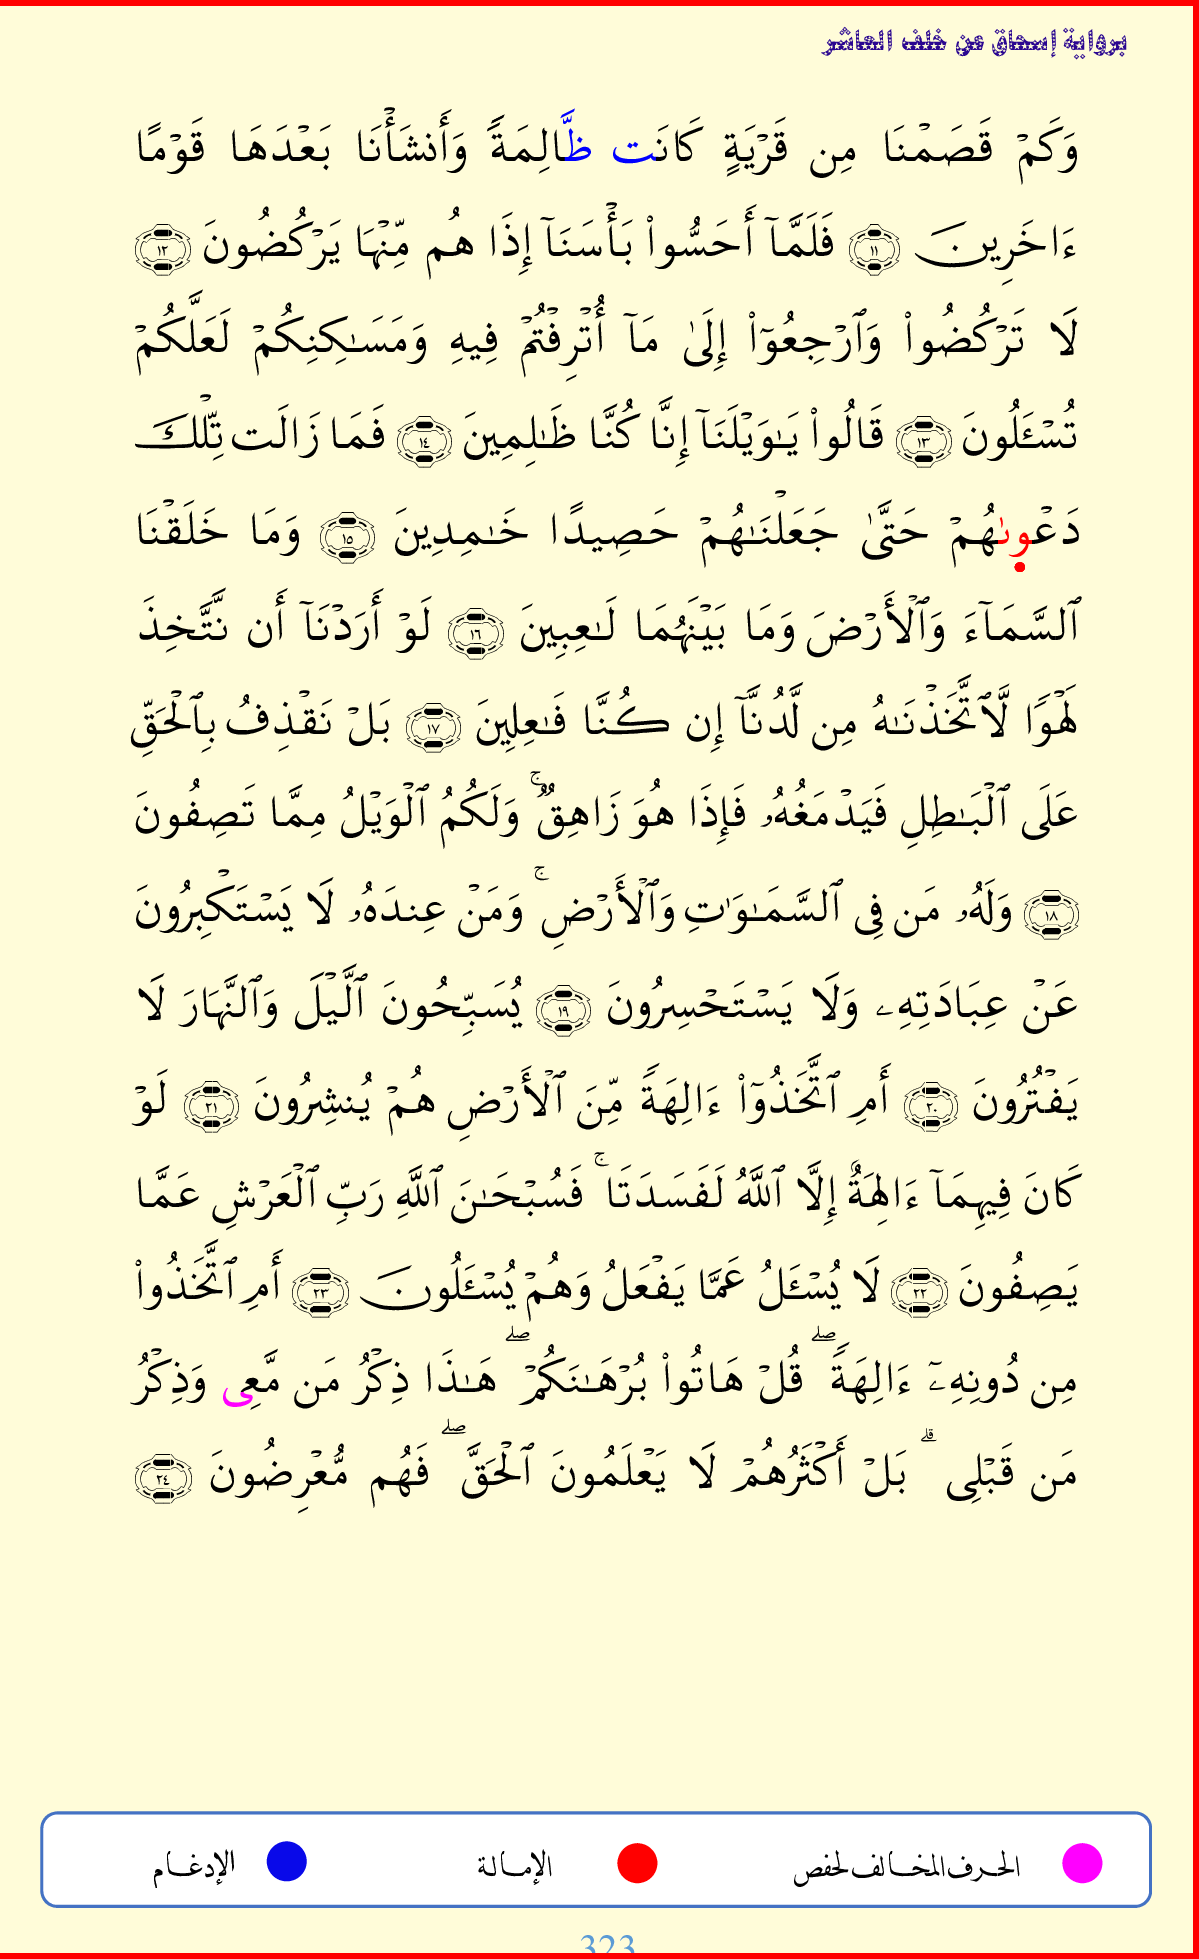 برواية إسحاق عن خلف العاشر
وَكَمۡ قَصَمۡنَا مِن قَرۡيَةٖ كَانَت ظَّالِمَةٗ وَأَنشَأۡنَا بَعۡدَهَا قَوۡمًا
ءَاخَرِينَ ١١ فَلَمَّآ أَحَسُّواْ بَأۡسَنَآ إِذَا هُم مِّنۡهَا يَرۡكُضُونَ ١٢
لَا تَرۡكُضُواْ وَٱرۡجِعُوٓاْ إِلَىٰ مَآ أُتۡرِفۡتُمۡ فِيهِ وَمَسَٰكِنِكُمۡ لَعَلَّكُمۡ
تُسۡـَٔلُونَ ١٣ قَالُواْ يَٰوَيۡلَنَآ إِنَّا كُنَّا ظَٰلِمِينَ ١٤ فَمَا زَالَت تِّلۡكَ
دَعۡوىٰهُمۡ حَتَّىٰ جَعَلۡنَٰهُمۡ حَصِيدًا خَٰمِدِينَ ١٥ وَمَا خَلَقۡنَا
ٱلسَّمَآءَ وَٱلۡأَرۡضَ وَمَا بَيۡنَهُمَا لَٰعِبِينَ ١٦ لَوۡ أَرَدۡنَآ أَن نَّتَّخِذَ
لَهۡوٗا لَّٱتَّخَذۡنَٰهُ مِن لَّدُنَّآ إِن كُنَّا فَٰعِلِينَ ١٧ بَلۡ نَقۡذِفُ بِٱلۡحَقِّ
عَلَى ٱلۡبَٰطِلِ فَيَدۡمَغُهُۥ فَإِذَا هُوَ زَاهِقٞۚ وَلَكُمُ ٱلۡوَيۡلُ مِمَّا تَصِفُونَ
١٨ وَلَهُۥ مَن فِي ٱلسَّمَٰوَٰتِ وَٱلۡأَرۡضِۚ وَمَنۡ عِندَهُۥ لَا يَسۡتَكۡبِرُونَ
عَنۡ عِبَادَتِهِۦ وَلَا يَسۡتَحۡسِرُونَ ١٩ يُسَبِّحُونَ ٱلَّيۡلَ وَٱلنَّهَارَ لَا
يَفۡتُرُونَ ٢٠ أَمِ ٱتَّخَذُوٓاْ ءَالِهَةٗ مِّنَ ٱلۡأَرۡضِ هُمۡ يُنشِرُونَ ٢١ لَوۡ
كَانَ فِيهِمَآ ءَالِهَةٌ إِلَّا ٱللَّهُ لَفَسَدَتَاۚ فَسُبۡحَٰنَ ٱللَّهِ رَبِّ ٱلۡعَرۡشِ عَمَّا
يَصِفُونَ ٢٢ لَا يُسۡـَٔلُ عَمَّا يَفۡعَلُ وَهُمۡ يُسۡـَٔلُونَ ٢٣ أَمِ ٱتَّخَذُواْ
مِن دُونِهِۦٓ ءَالِهَةٗۖ قُلۡ هَاتُواْ بُرۡهَٰنَكُمۡۖ هَٰذَا ذِكۡرُ مَن مَّعِي وَذِكۡرُ
مَن قَبۡلِيۗ بَلۡ أَكۡثَرُهُمۡ لَا يَعۡلَمُونَ ٱلۡحَقَّۖ فَهُم مُّعۡرِضُونَ ٢٤
الحرف المخالف لحفص الإمالة الإدغام
323